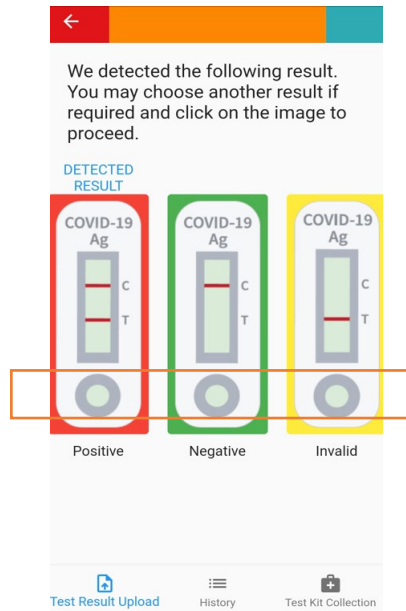 We detected the following result.
You may choose another result if
required and click on the image to
proceed.
DETECTED
RESULT
COVID-19
Ag
C
T
COVID-19
Ag
C
T
COVID-19
Ag
C
T
Positive
Negative
Invalid
Test Result Upload
History
Test Kit Collection